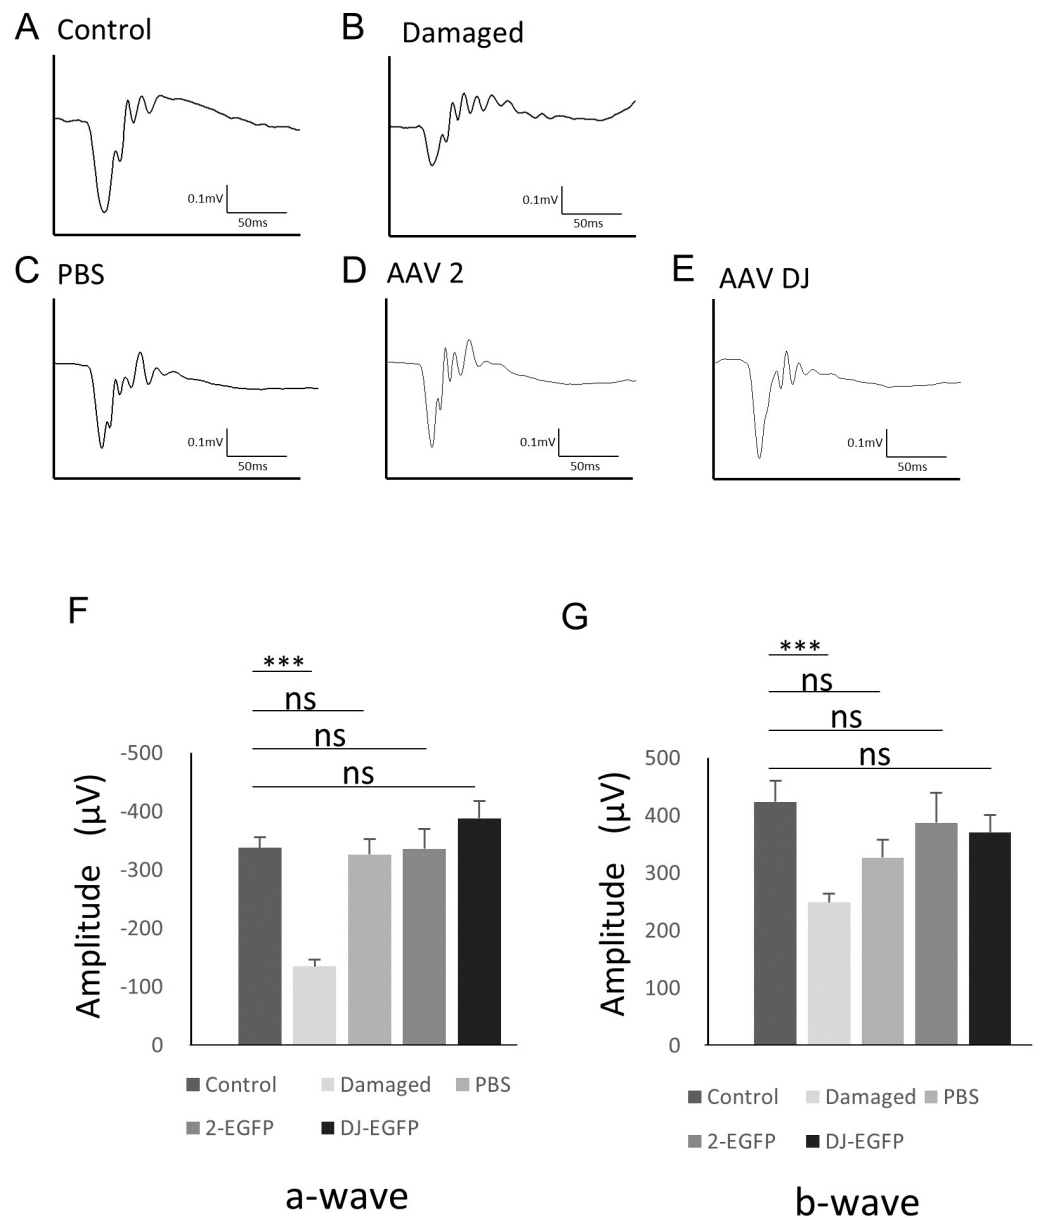 A Control
B Damaged
0.1mV
50ms
0.1mV
50ms
C PBS
D AAV 2
E AAV DJ
0.1mV
50ms
0.1mV
50ms
0.1mV
50ms
F
***
ns
ns
ns
Amplitude (μV)
-500
-400
-300
-200
-100
0
Control Damaged PBS
2-EGFP DJ-EGFP
a-wave
G
***
ns
ns
ns
Amplitude (μV)
500
400
300
200
100
0
Control Damaged PBS
2-EGFP DJ-EGFP
b-wave